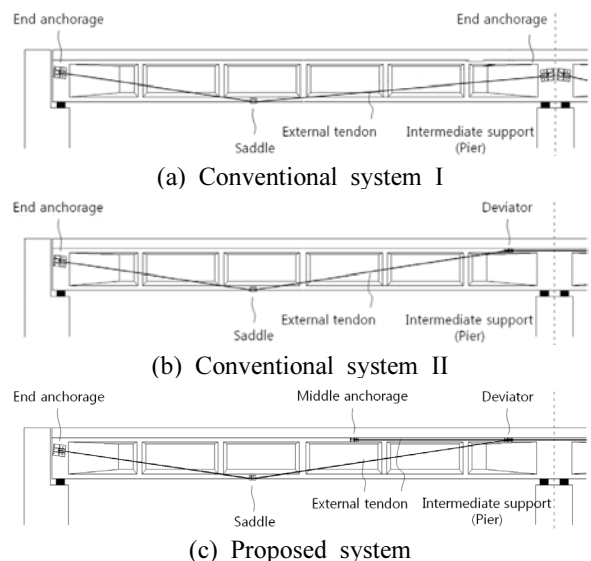 End anchorage
End anchorage
External tendon
Intermediate support
(Pier)
Saddle
(a) Conventional system I
End anchorage
Deviator
External tendon
Intermediate support
(Pier)
Saddle
(b) Conventional system II
End anchorage
Middle anchorage
Deviator
External tendon
Intermediate support
(Pier)
Saddle
(c) Proposed system